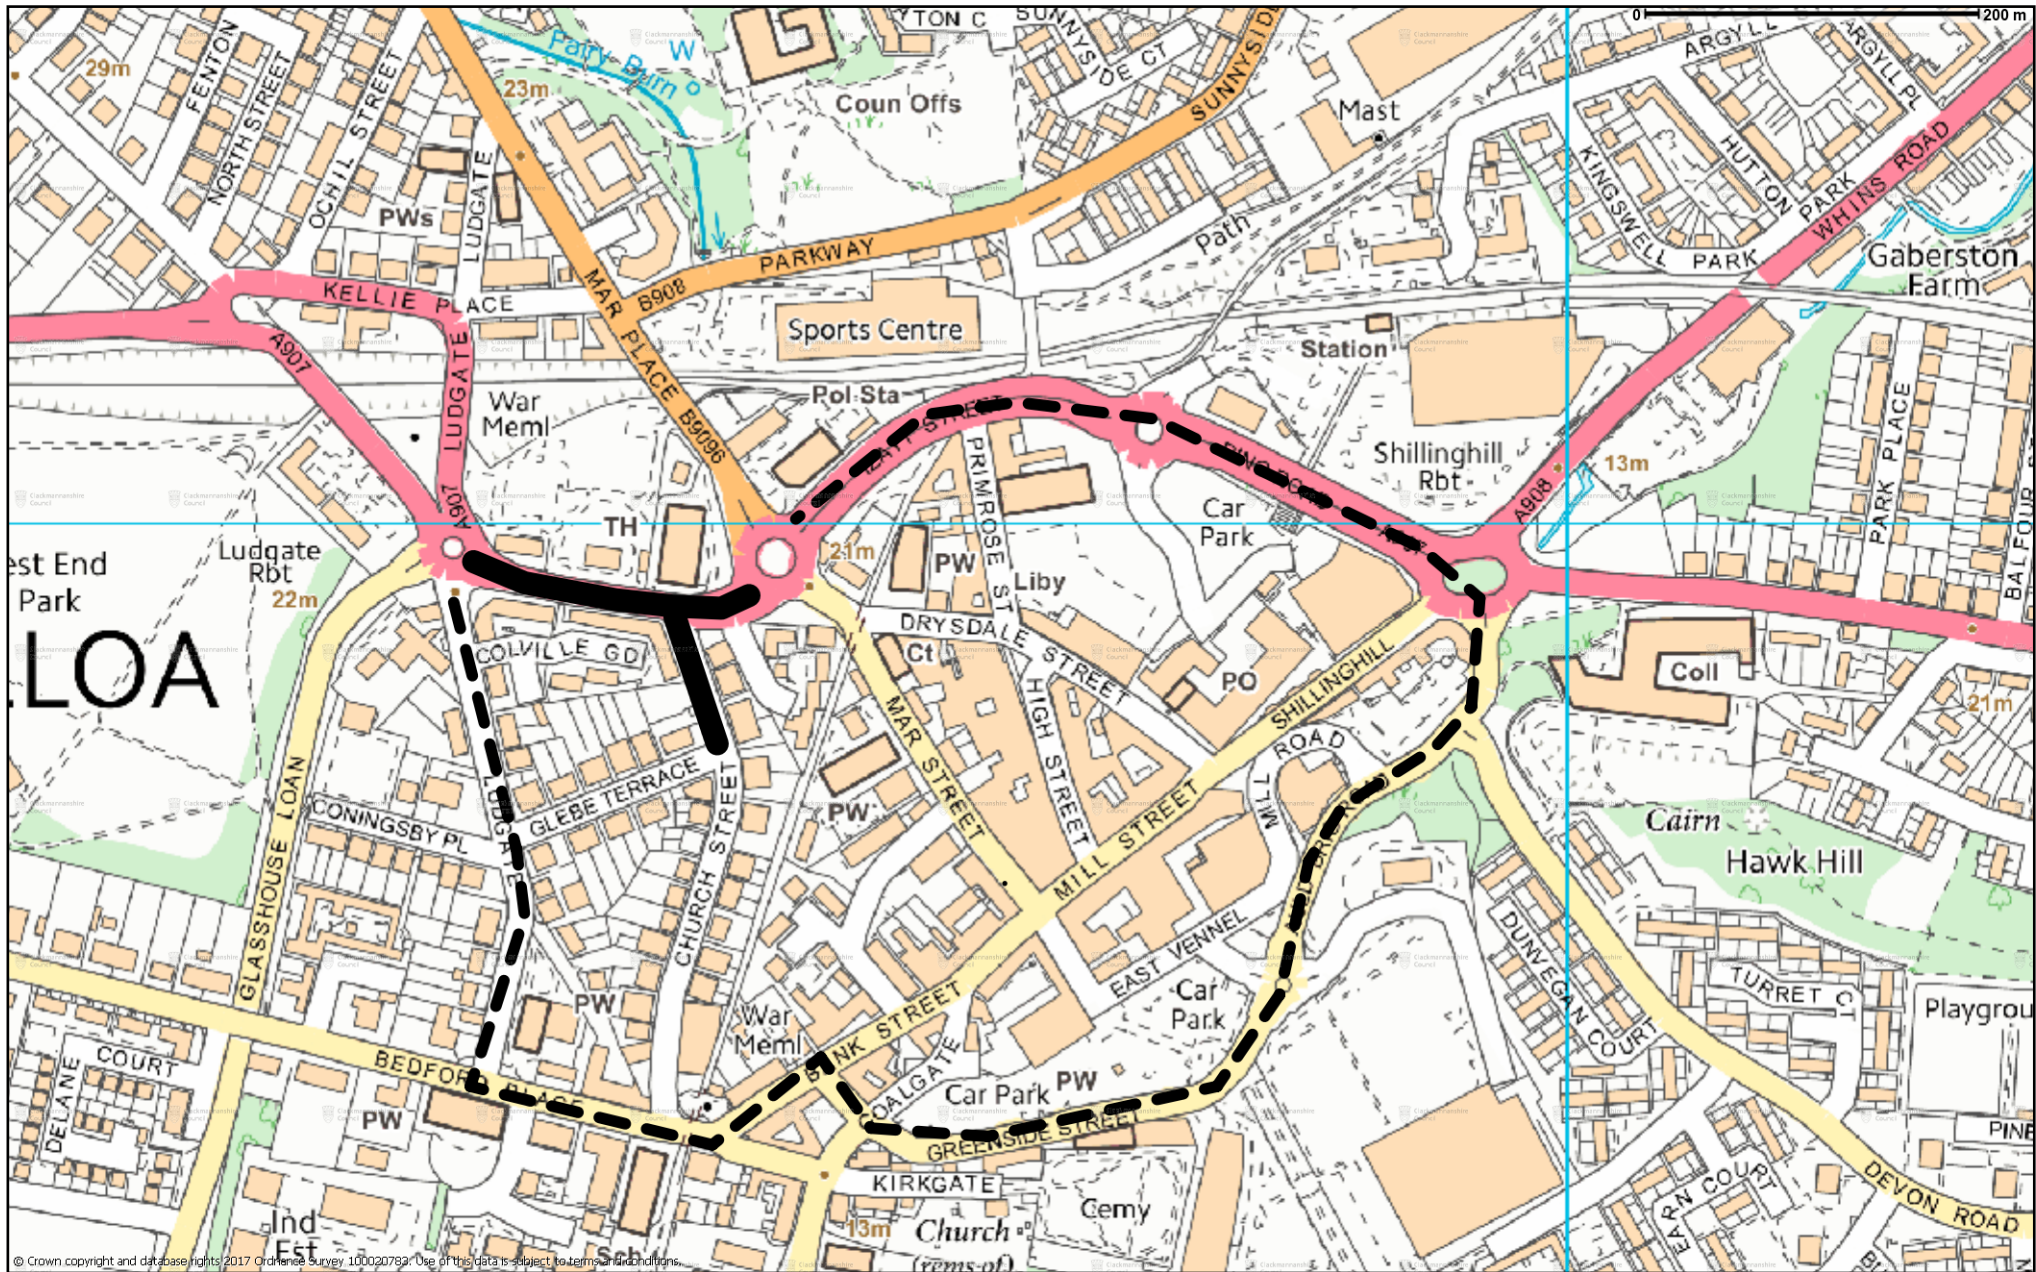 0 200 m
FENTON
29m
NORTH STREET
OCHIL STREET
Fairy Burn
W
23m
SUNNYSIDE CT
SUNNYSIDE
Coun Offs
Mast
ARGYLL PL
HUTTON PARK
KINGSWELL PARK
WHINS ROAD
Gaberston
Farm
PWs
LUDGATE
KELLIE PLACE
MAR PLACE B9096
B908
PARKWAY
Path
Sports Centre
Station
A907
LUDGATE
A907
War
Meml
Pol Sta
PRIMROSE ST
Shillinghill
Rbt
13m
A908
PARK PLACE
TH
21m
PW
Liby
Car
Park
est End
Park
Ludgate
Rbt
22m
LOA
COLVILLE GD
DRYSDALE STREET
Ct
PO
SHILLINGHILL
Coll
21m
MAR STREET
HIGH STREET
MILL ROAD
MILL STREET
GLEBE TERRACE
CHURCH STREET
CONINGSBY PL
GLASSHOUSE LOAN
PW
Cairn
Hawk Hill
EAST VENNEL
DUNVEGAN COURT
TURRET CT
Playgrou
PW
War
Meml
BANK STREET
Car
Park
COALGATE
Car Park
PW
DELANE COURT
BEDFORD PLACE
PW
GREENSIDE STREET
KIRKGATE
PINE
DEVON ROAD
EARN COURT
Ind
Est
Sch
13m
Church
(rems of)
Cemy
© Crown copyright and database rights 2017 Ordnance Survey 100020783. Use of this data is subject to terms and conditions.